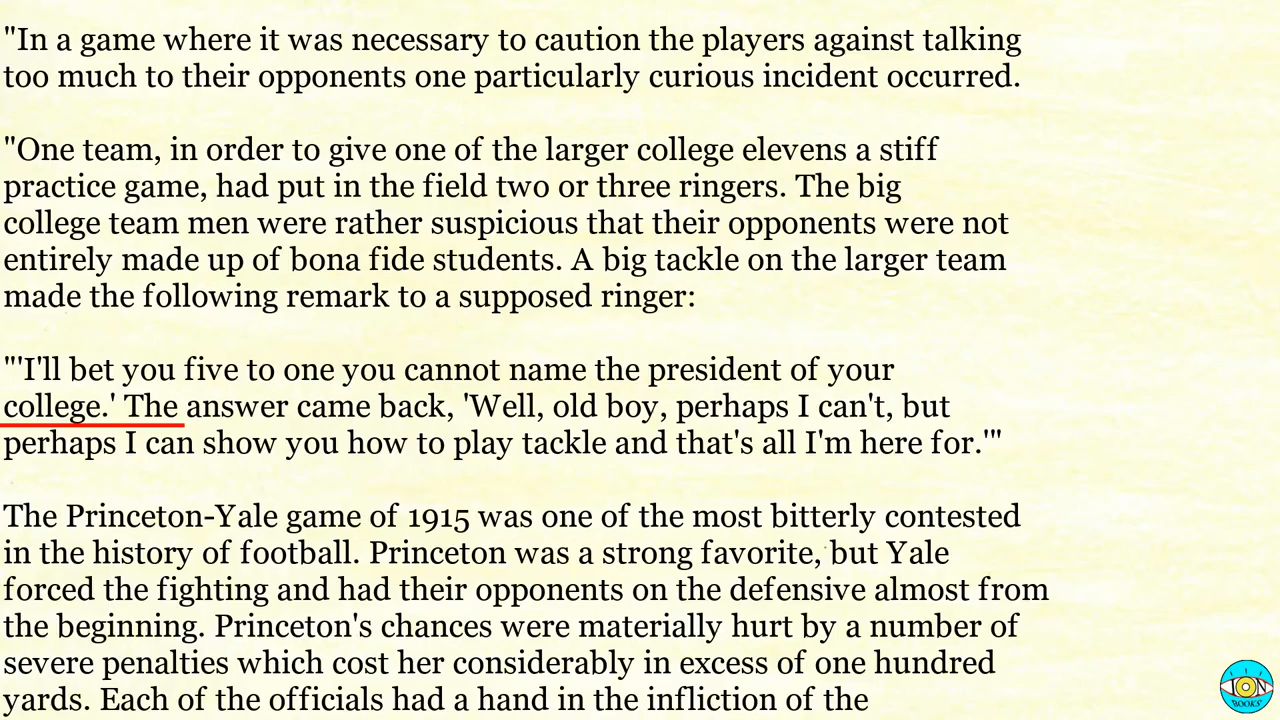 "In a game where it was necessary to caution the players against talking
too much to their opponents one particularly curious incident occurred.
"One team, in order to give one of the larger college elevens a stiff
practice game, had put in the field two or three ringers. The big
college team men were rather suspicious that their opponents were not
entirely made up of bona fide students. A big tackle on the larger team
made the following remark to a supposed ringer:
"'I'll bet you five to one you cannot name the president of your
college.' The answer came back, 'Well, old boy, perhaps I can't, but
perhaps I can show you how to play tackle and that's all I'm here for.'"
The Princeton-Yale game of 1915 was one of the most bitterly contested
in the history of football. Princeton was a strong favorite, but Yale
forced the fighting and had their opponents on the defensive almost from
the beginning. Princeton's chances were materially hurt by a number of
severe penalties which cost her considerably in excess of one hundred
yards. Each of the officials had a hand in the infliction of the
ION
BOOKS